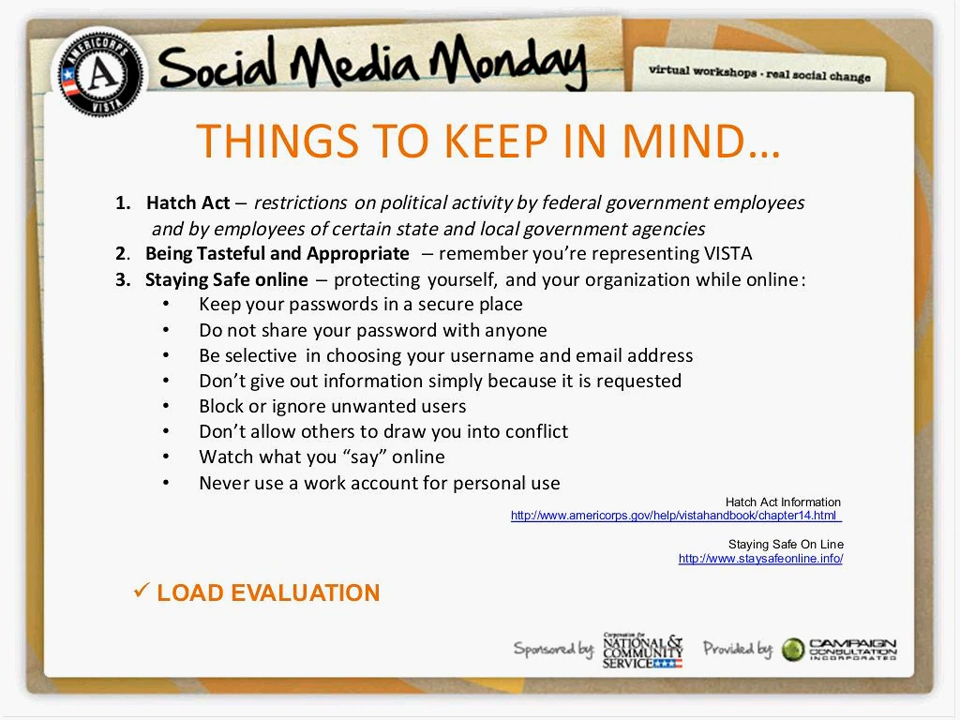 AMERICORPS
A
VISTA
Social Media Monday
virtual workshops · real social change
THINGS TO KEEP IN MIND…
1. Hatch Act – restrictions on political activity by federal government employees
and by employees of certain state and local government agencies
2. Being Tasteful and Appropriate – remember you’re representing VISTA
3. Staying Safe online – protecting yourself, and your organization while online:
• Keep your passwords in a secure place
• Do not share your password with anyone
• Be selective in choosing your username and email address
• Don’t give out information simply because it is requested
• Block or ignore unwanted users
• Don’t allow others to draw you into conflict
• Watch what you “say” online
• Never use a work account for personal use
Hatch Act Information
http://www.americorps.gov/help/vistahandbook/chapter14.html
Staying Safe On Line
http://www.staysafeonline.info/
✓ LOAD EVALUATION
Sponsored by:
Corporation for
NATIONAL &
COMMUNITY
SERVICE
Provided by:
CAMPAIGN
CONSULTATION
INCORPORATED